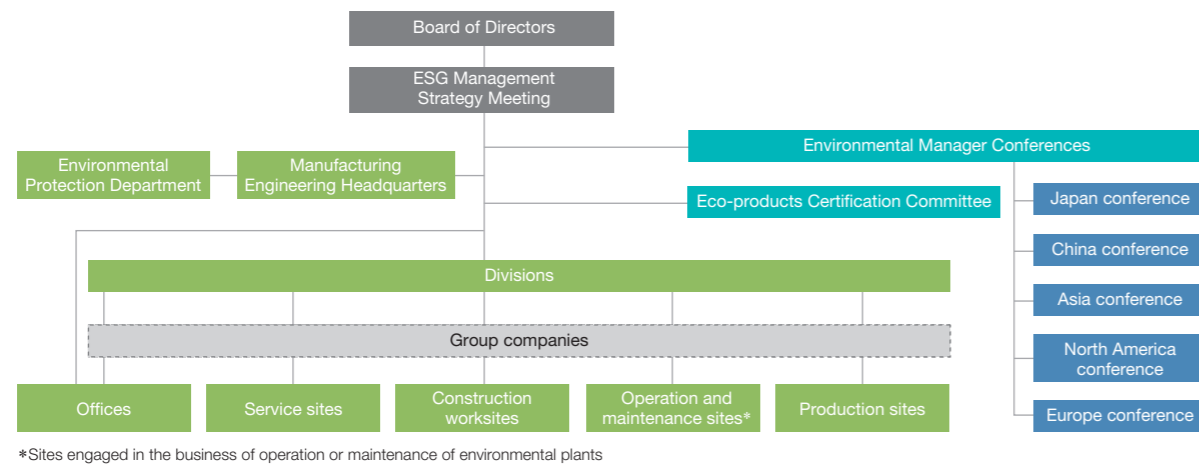 Board of Directors
ESG Management
Strategy Meeting
Environmental Manager Conferences
Environmental
Protection Department
Manufacturing
Engineering Headquarters
Eco-products Certification Committee
Japan conference
China conference
Asia conference
North America
conference
Europe conference
Divisions
Group companies
Offices
Service sites
Construction
worksites
Operation and
maintenance sites*
Production sites
*Sites engaged in the business of operation or maintenance of environmental plants